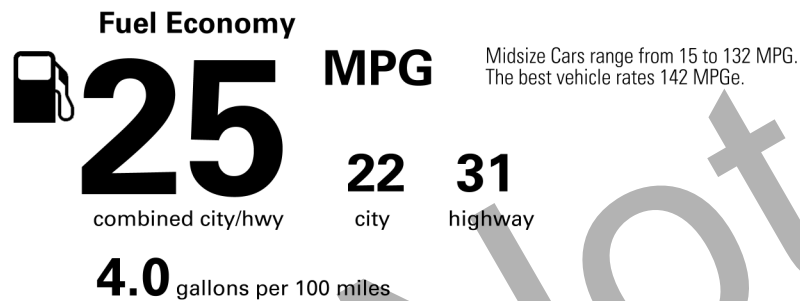 Fuel Economy
25
MPG
Midsize Cars range from 15 to 132 MPG.
The best vehicle rates 142 MPGe.
22 31
combined city/hwy city highway
4.0 gallons per 100 miles
Not